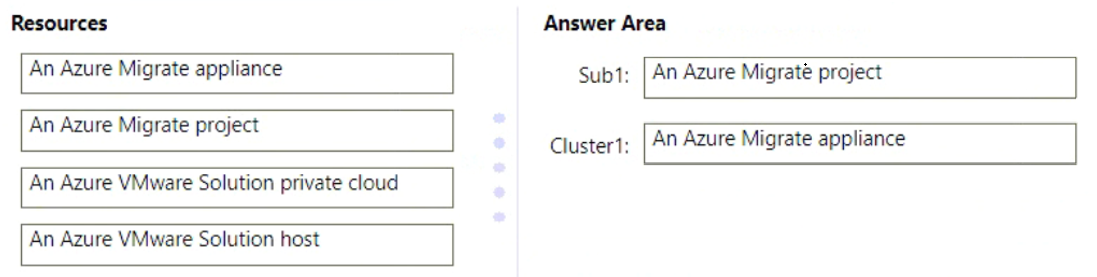 Resources
An Azure Migrate appliance
An Azure Migrate project
An Azure VMware Solution private cloud
An Azure VMware Solution host
Answer Area
Sub1: An Azure Migrate project
Cluster1: An Azure Migrate appliance